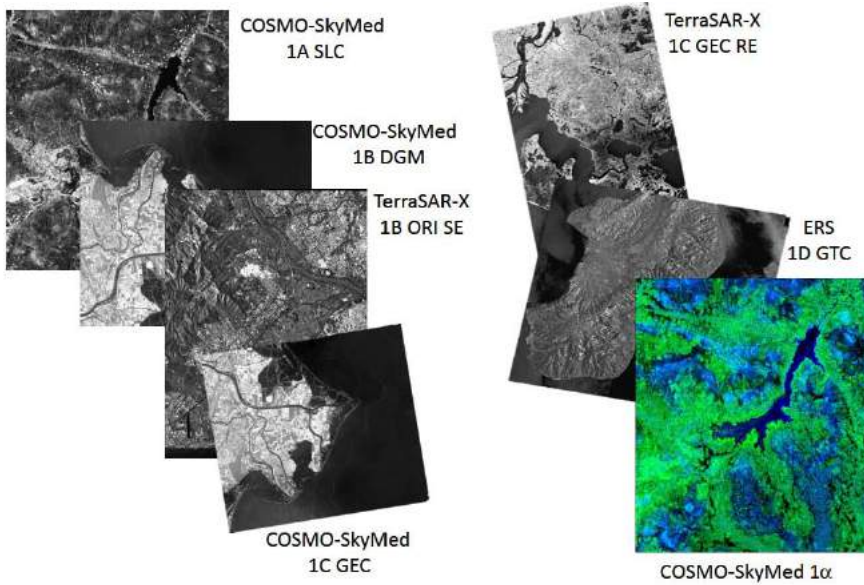 COSMO-SkyMed
1A SLC
COSMO-SkyMed
1B DGM
TerraSAR-X
1B ORI SE
COSMO-SkyMed
1C GEC
TerraSAR-X
1C GEC RE
ERS
1D GTC
COSMO-SkyMed 1α